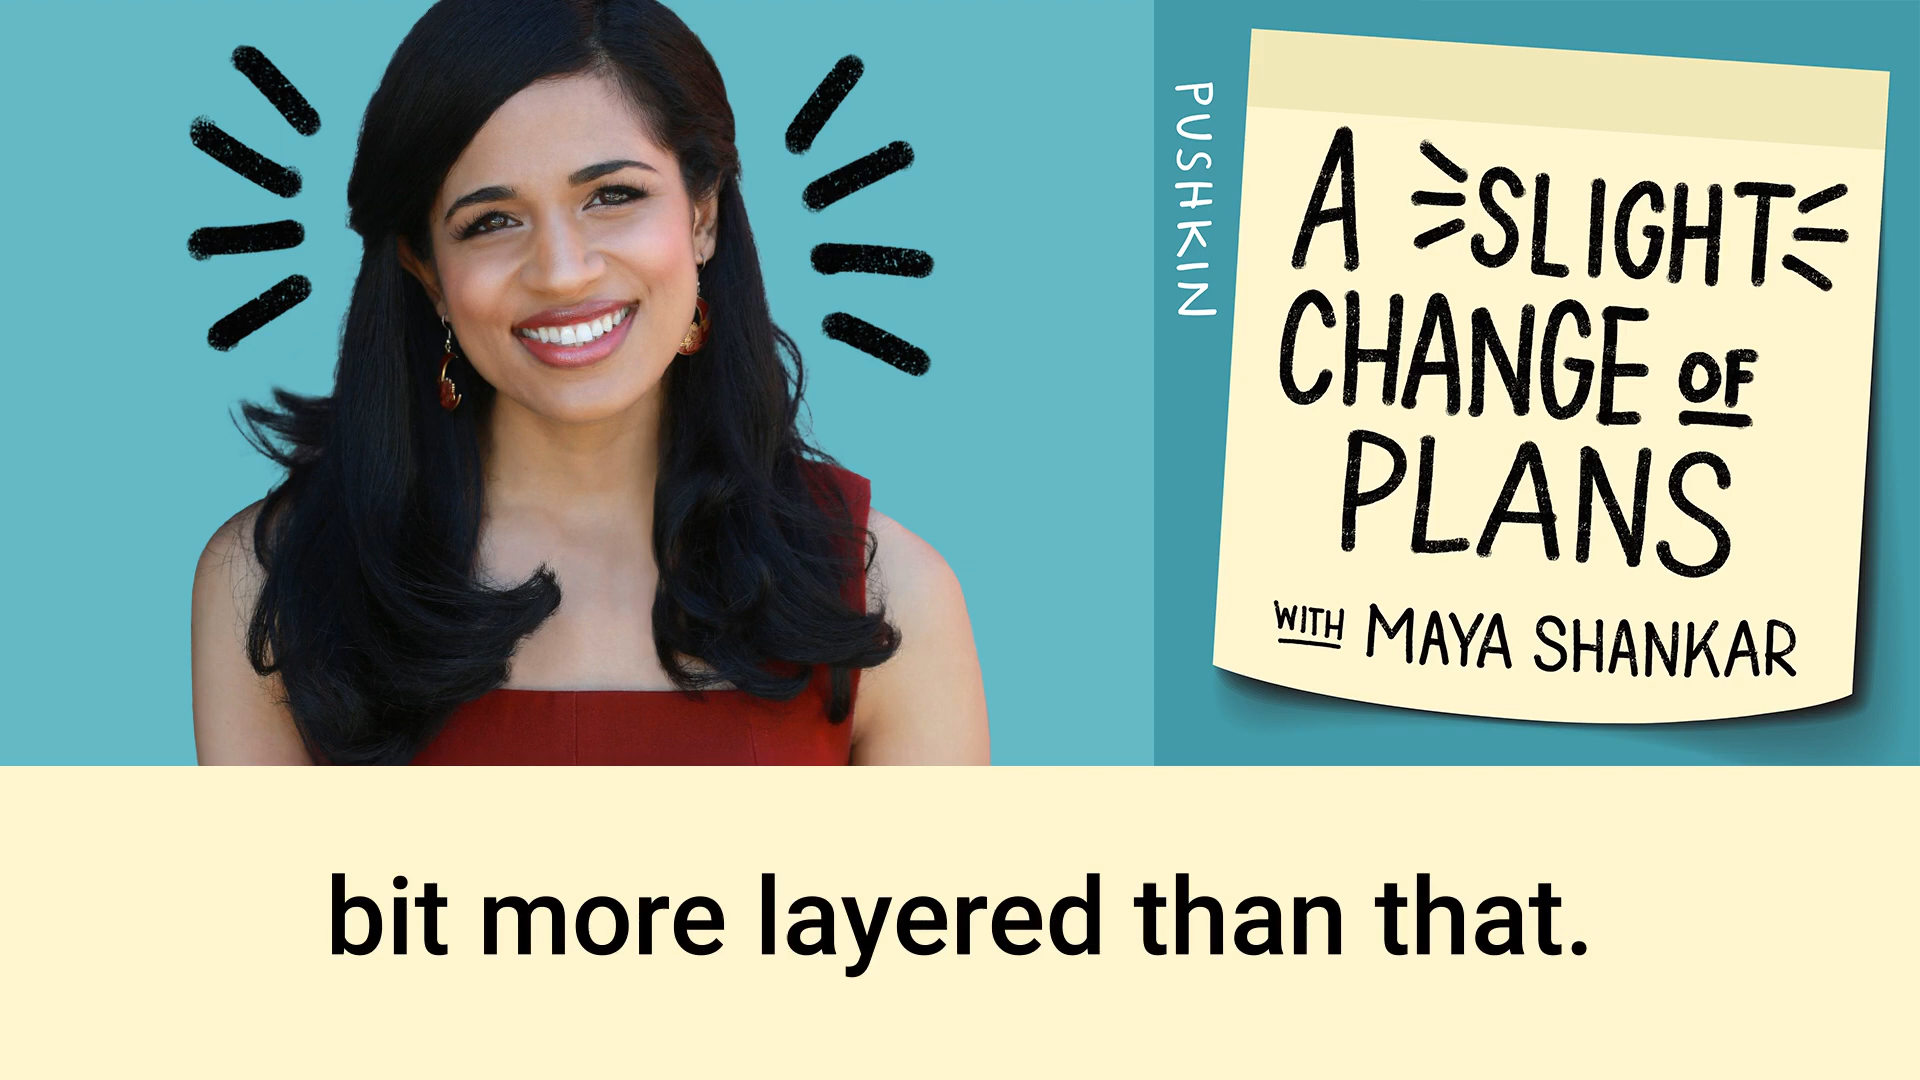 PUSHKIN
A SLIGHT
CHANGE OF
PLANS
WITH MAYA SHANKAR
bit more layered than that.